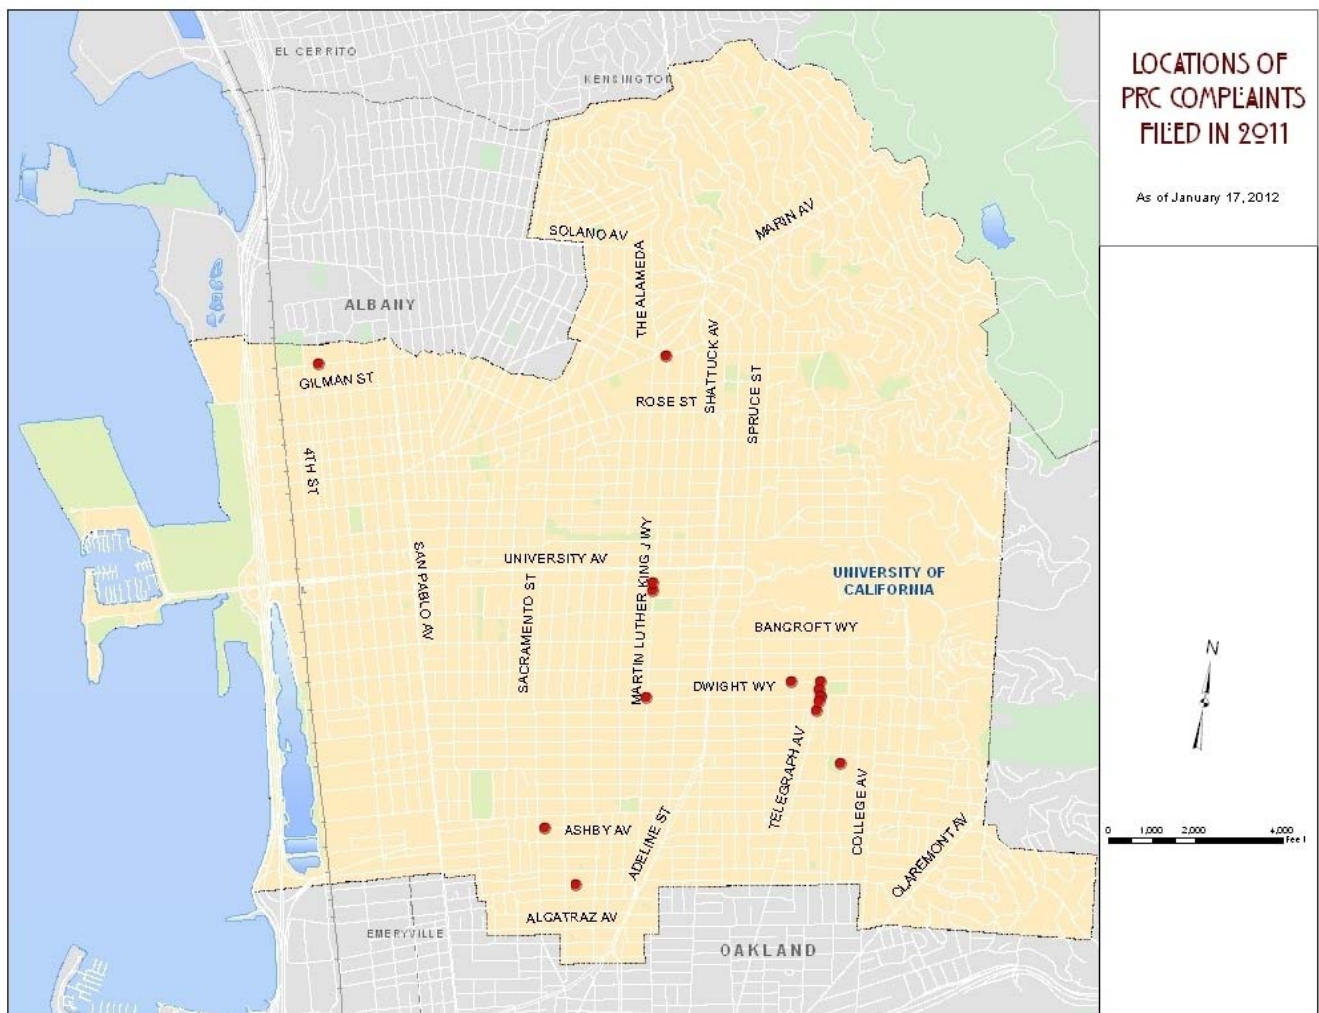 LOCATIONS OF
PRC COMPLAINTS
FILED IN 2011
As of January 17, 2012
EL CERRITO
KENSINGTON
SOLANO AV
MARIN AV
THE ALAMEDA
ALBANY
SHATTUCK AV
SPRUCE ST
GILMAN ST
ROSE ST
4TH ST
UNIVERSITY AV
MARTIN LUTHER KING J WY
SAN PABLO AV
SACRAMENTO ST
UNIVERSITY OF
CALIFORNIA
BANGROFT WY
DWIGHT WY
TELEGRAPH AV
COLLEGE AV
ASHBY AV
ADELINE ST
CLAREMONT AV
ALCATRAZ AV
EMERYVILLE
OAKLAND
N
0 1,000 2,000 4,000
Feet